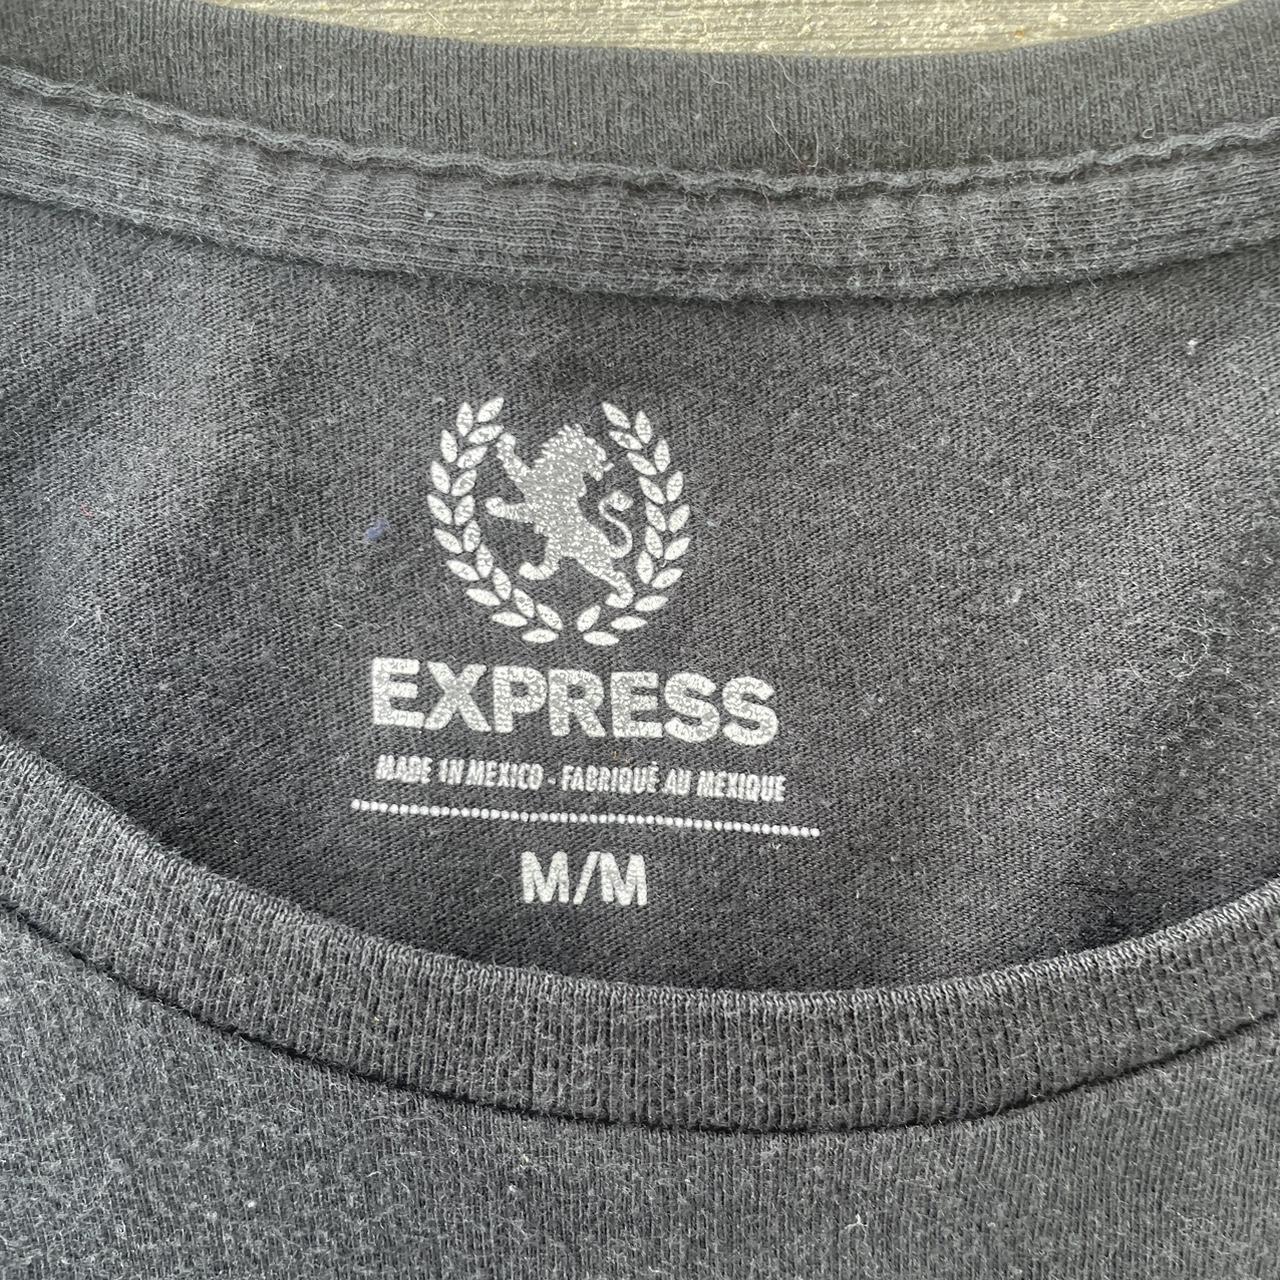 EXPRESS
MADE IN MEXICO - FABRIQUÉ AU MEXIQUE
M/M